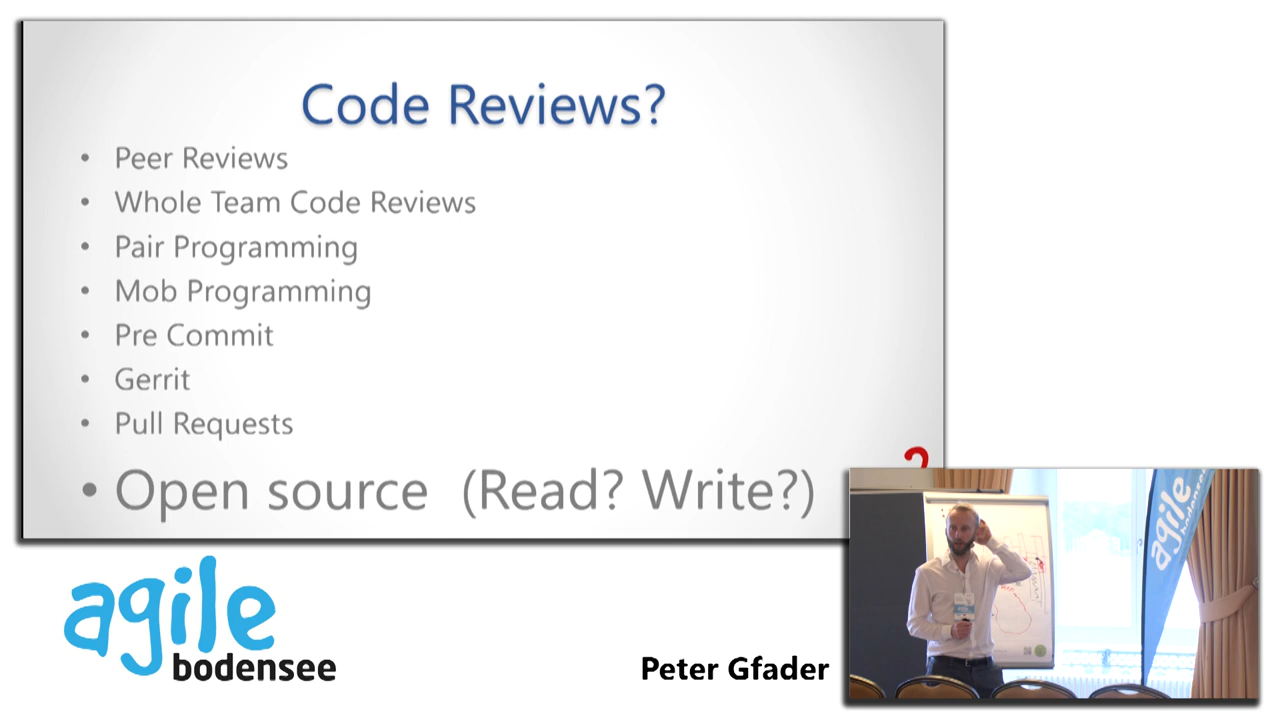 Code Reviews?
• Peer Reviews
• Whole Team Code Reviews
• Pair Programming
• Mob Programming
• Pre Commit
• Gerrit
• Pull Requests
• Open source (Read? Write?)
?
agile
bodensee
Peter Gfader
agile
bodensee